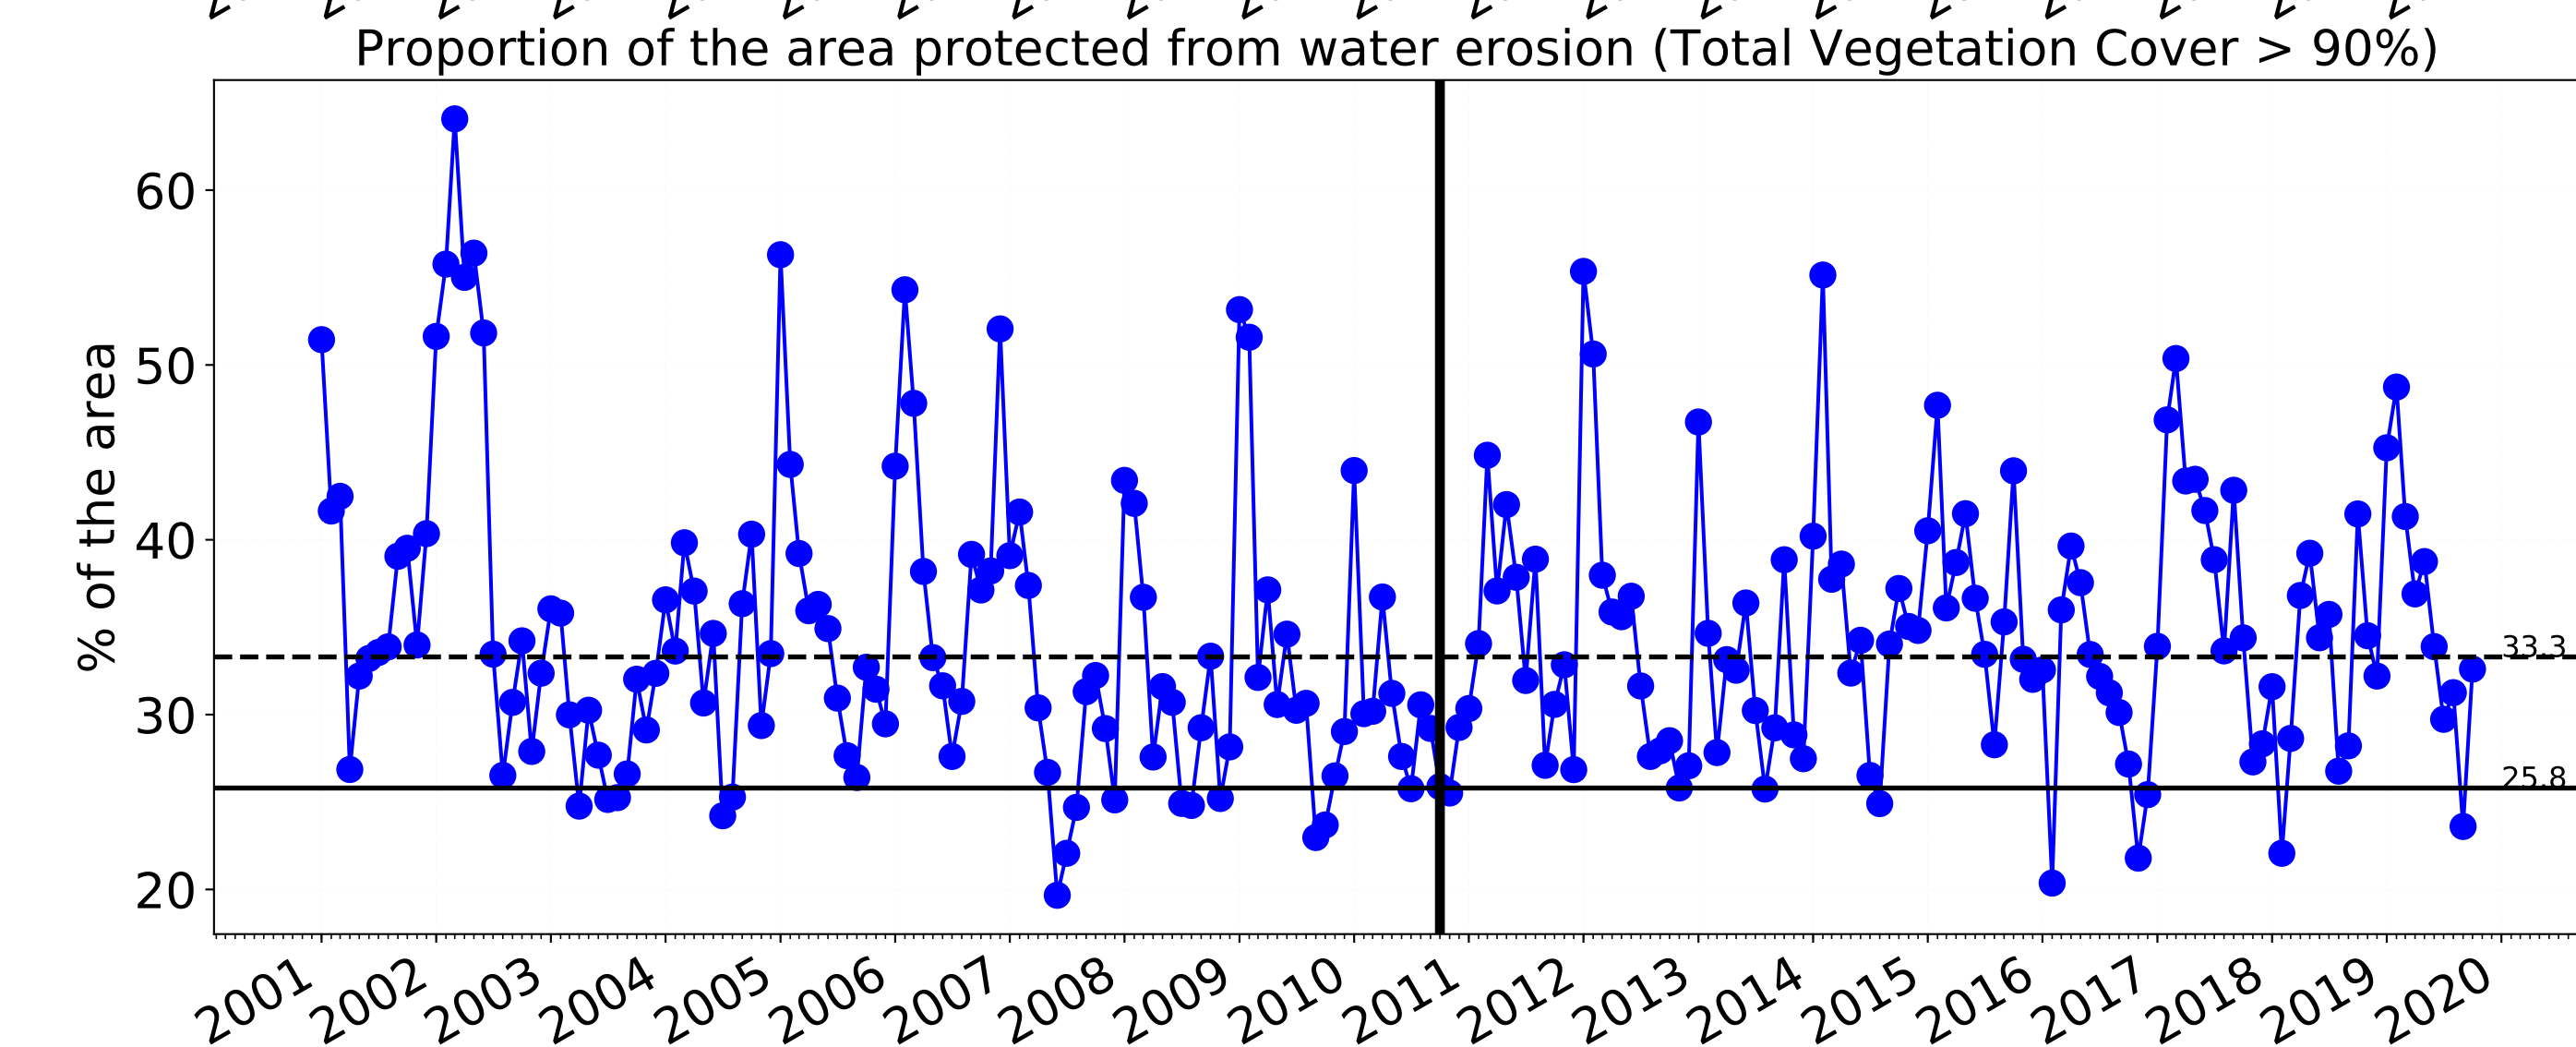 Proportion of the area protected from water erosion (Total Vegetation Cover > 90%)
% of the area
60
50
40
30
20
33.3
25.8
2001 2002 2003 2004 2005 2006 2007 2008 2009 2010 2011 2012 2013 2014 2015 2016 2017 2018 2019 2020